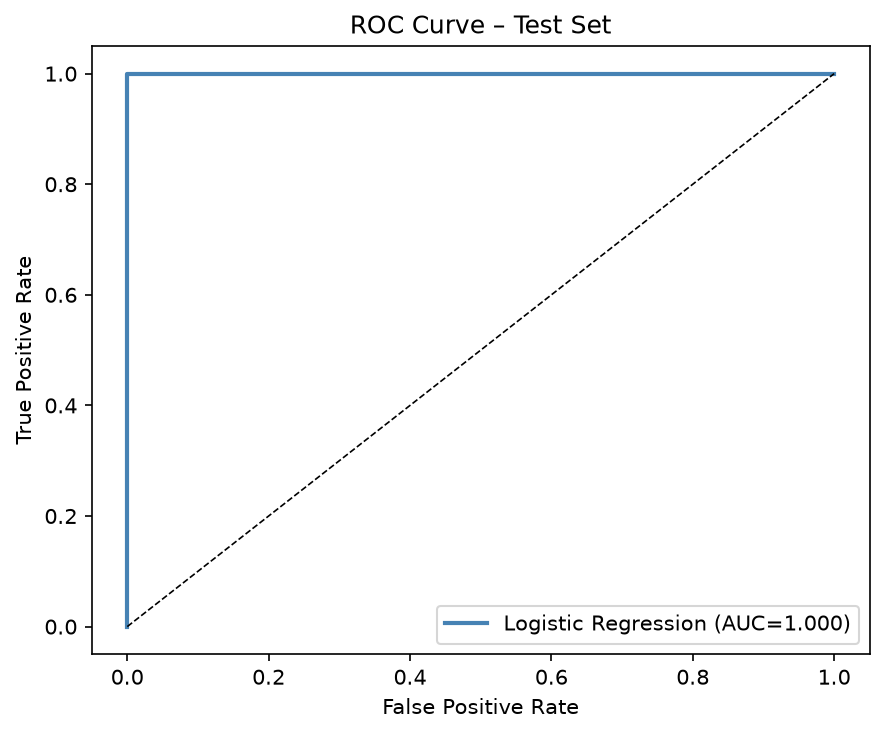 ROC Curve – Test Set
True Positive Rate
1.0
0.8
0.6
0.4
0.2
0.0
Logistic Regression (AUC=1.000)
0.0 0.2 0.4 0.6 0.8 1.0
False Positive Rate